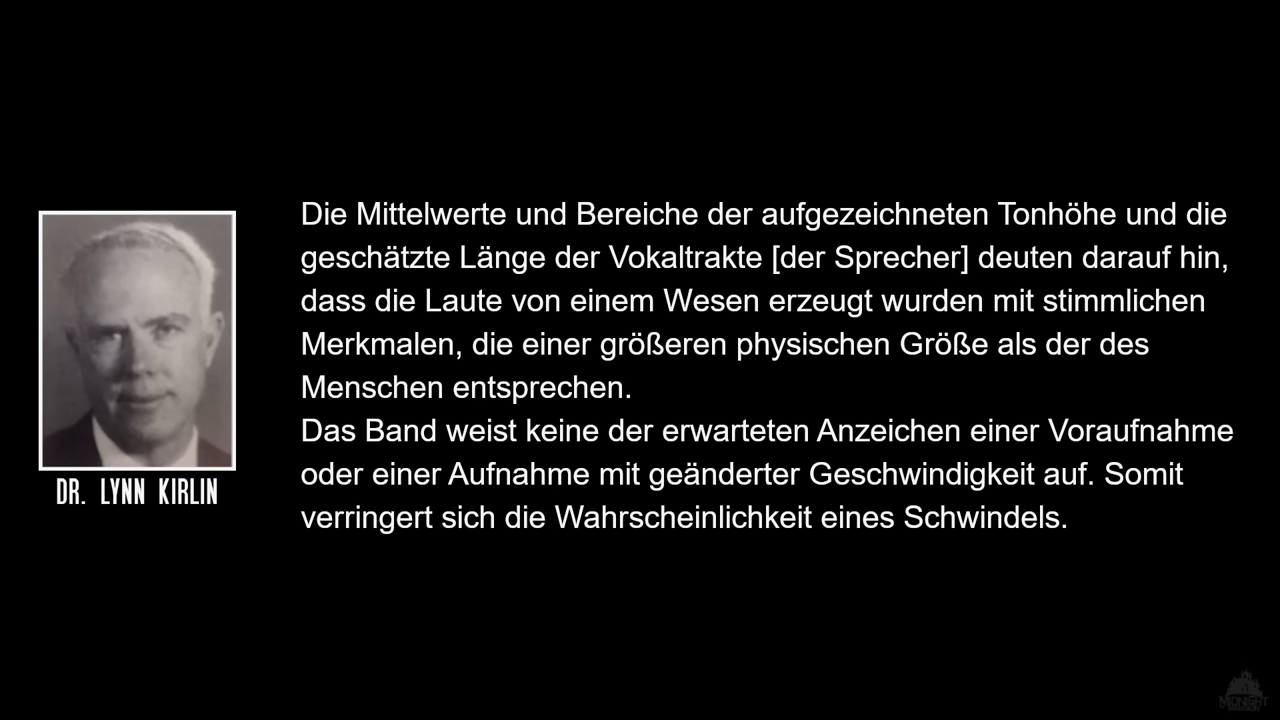 Die Mittelwerte und Bereiche der aufgezeichneten Tonhöhe und die
geschätzte Länge der Vokaltrakte [der Sprecher] deuten darauf hin,
dass die Laute von einem Wesen erzeugt wurden mit stimmlichen
Merkmalen, die einer größeren physischen Größe als der des
Menschen entsprechen.
Das Band weist keine der erwarteten Anzeichen einer Voraufnahme
oder einer Aufnahme mit geänderter Geschwindigkeit auf. Somit
verringert sich die Wahrscheinlichkeit eines Schwindels.
DR. LYNN KIRLIN
MIDNIGHT